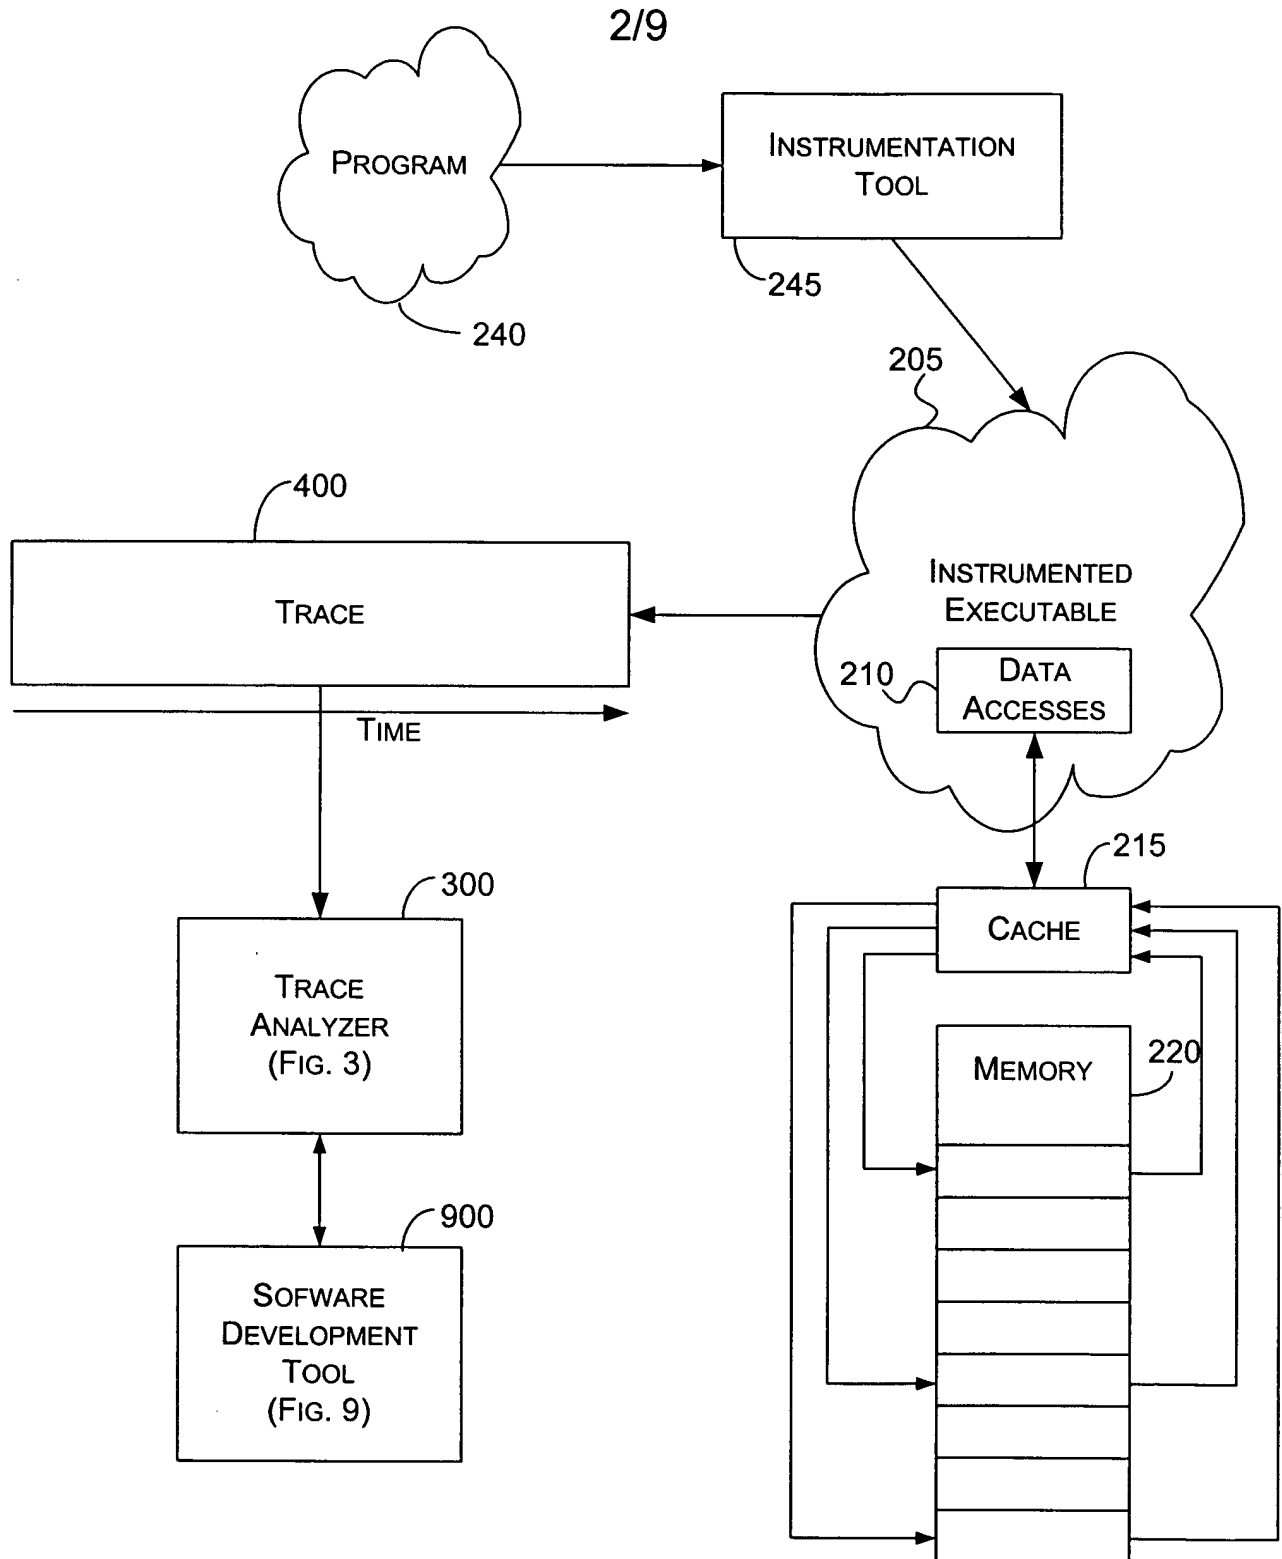 2/9
PROGRAM
INSTRUMENTATION
TOOL
245
240
205
400
INSTRUMENTED
EXECUTABLE
TRACE
210
DATA
ACCESSES
TIME
215
300
CACHE
TRACE
ANALYZER
(FIG. 3)
220
MEMORY
900
SOFWARE
DEVELOPMENT
TOOL
(FIG. 9)